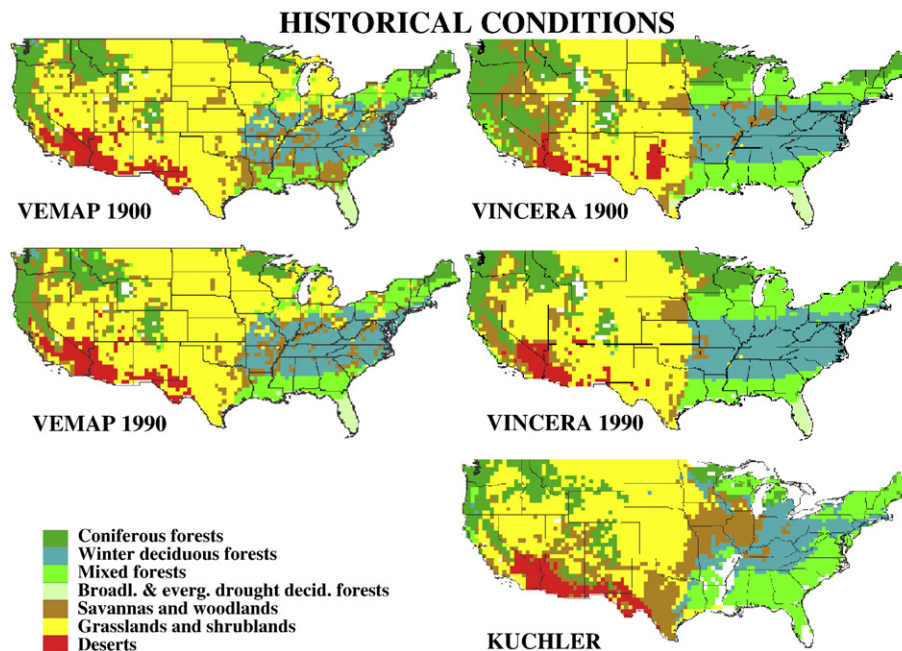 HISTORICAL CONDITIONS
VEMAP 1900
VINCERA 1900
VEMAP 1990
VINCERA 1990
Coniferous forests
Winter deciduous forests
Mixed forests
Broadl. & everg. drought decid. forests
Savannas and woodlands
Grasslands and shrublands
Deserts
KUCHLER